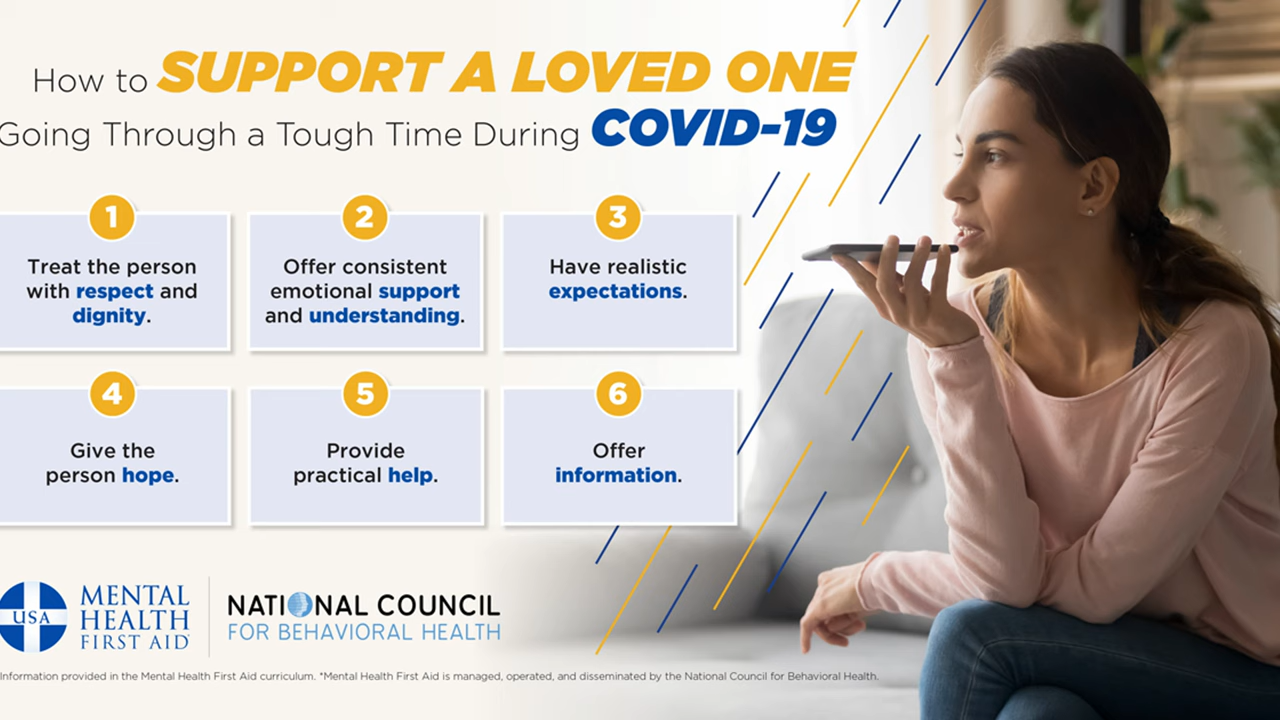 How to SUPPORT A LOVED ONE
Going Through a Tough Time During COVID-19
1
Treat the person
with respect and
dignity.
2
Offer consistent
emotional support
and understanding.
3
Have realistic
expectations.
4
Give the
person hope.
5
Provide
practical help.
6
Offer
information.
USA
MENTAL
HEALTH
FIRST AID
NATIONAL COUNCIL
FOR BEHAVIORAL HEALTH
Information provided in the Mental Health First Aid curriculum. *Mental Health First Aid is managed, operated, and disseminated by the National Council for Behavioral Health.